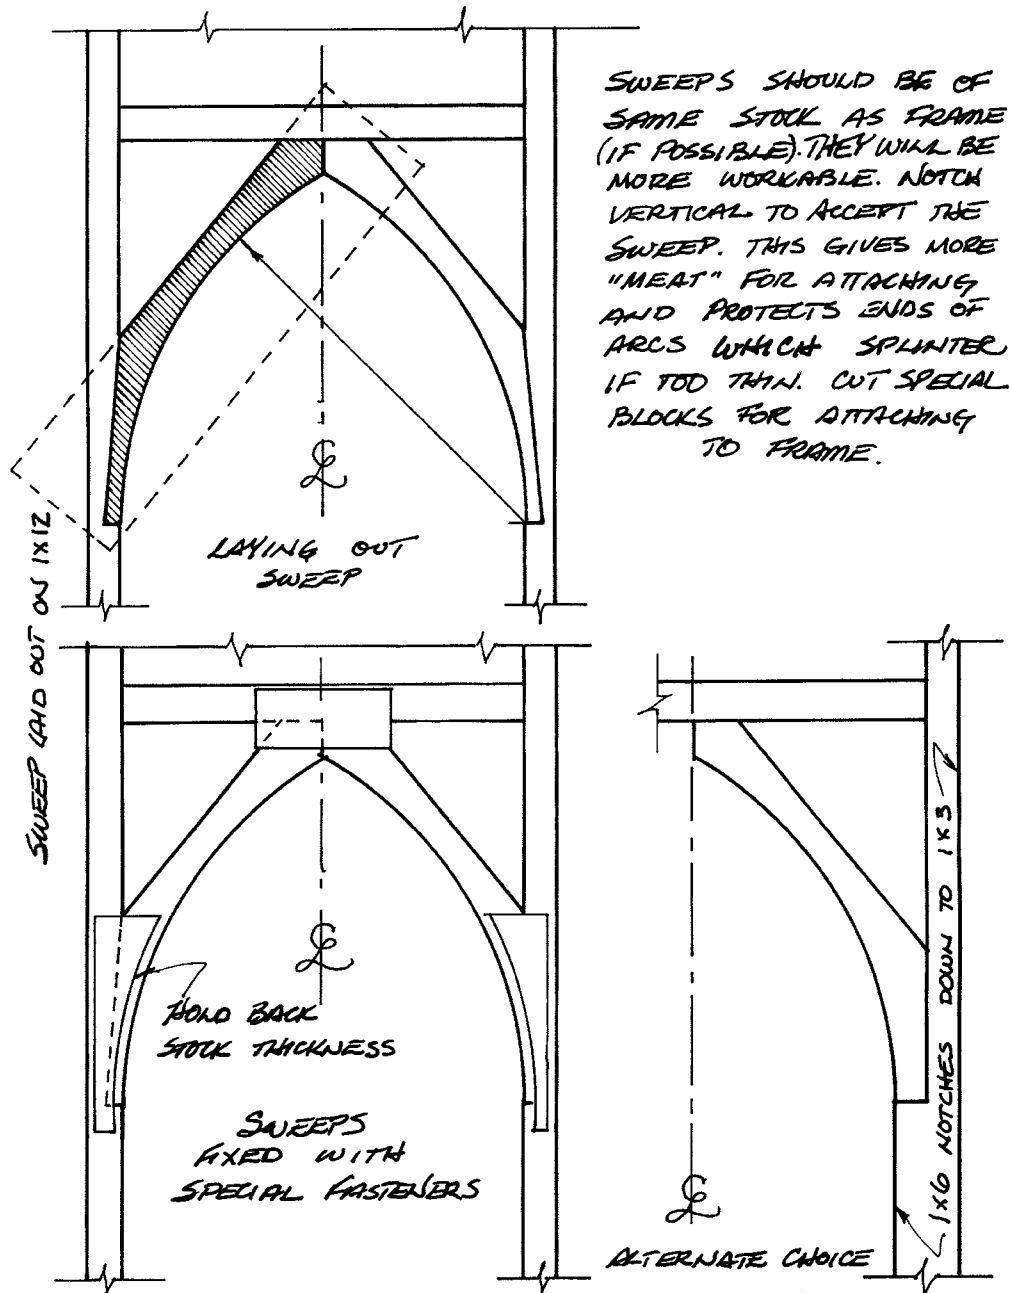 SWEEPS SHOULD BE OF
SAME STOCK AS FRAME
(IF POSSIBLE). THEY WILL BE
MORE WORKABLE. NOTCH
VERTICAL TO ACCEPT THE
SWEEP. THIS GIVES MORE
"MEAT" FOR ATTACHING
AND PROTECTS ENDS OF
ARCS WHICH SPLINTER
IF TOO THIN. CUT SPECIAL
BLOCKS FOR ATTACHING
TO FRAME.
℄
LAYING OUT
SWEEP
SWEEP LAID OUT ON 1X12
℄
HOLD BACK
STOCK THICKNESS
SWEEPS
FIXED WITH
SPECIAL FASTENERS
1X6 NOTCHES DOWN TO 1X3
℄
ALTERNATE CHOICE